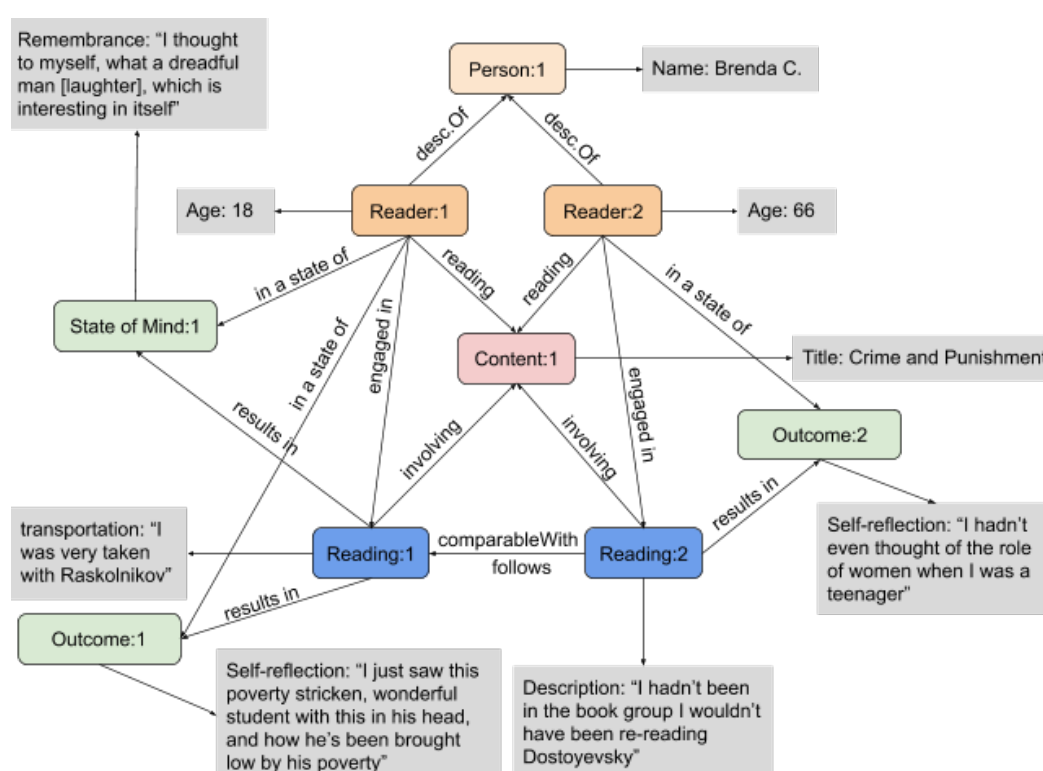 Remembrance: “I thought
to myself, what a dreadful
man [laughter], which is
interesting in itself”
Person:1
Name: Brenda C.
desc.Of
desc.Of
Age: 18
Reader:1
Reader:2
Age: 66
in a state of
reading
reading
in a state of
State of Mind:1
in a state of
engaged in
Content:1
engaged in
Title: Crime and Punishment
results in
involving
involving
Outcome:2
results in
transportation: “I
was very taken
with Raskolnikov”
Reading:1
comparableWith
follows
Reading:2
Self-reflection: “I hadn’t
even thought of the role
of women when I was a
teenager”
results in
Outcome:1
Self-reflection: “I just saw this
poverty stricken, wonderful
student with this in his head,
and how he’s been brought
low by his poverty”
Description: “I hadn’t been
in the book group I wouldn’t
have been re-reading
Dostoyevsky”